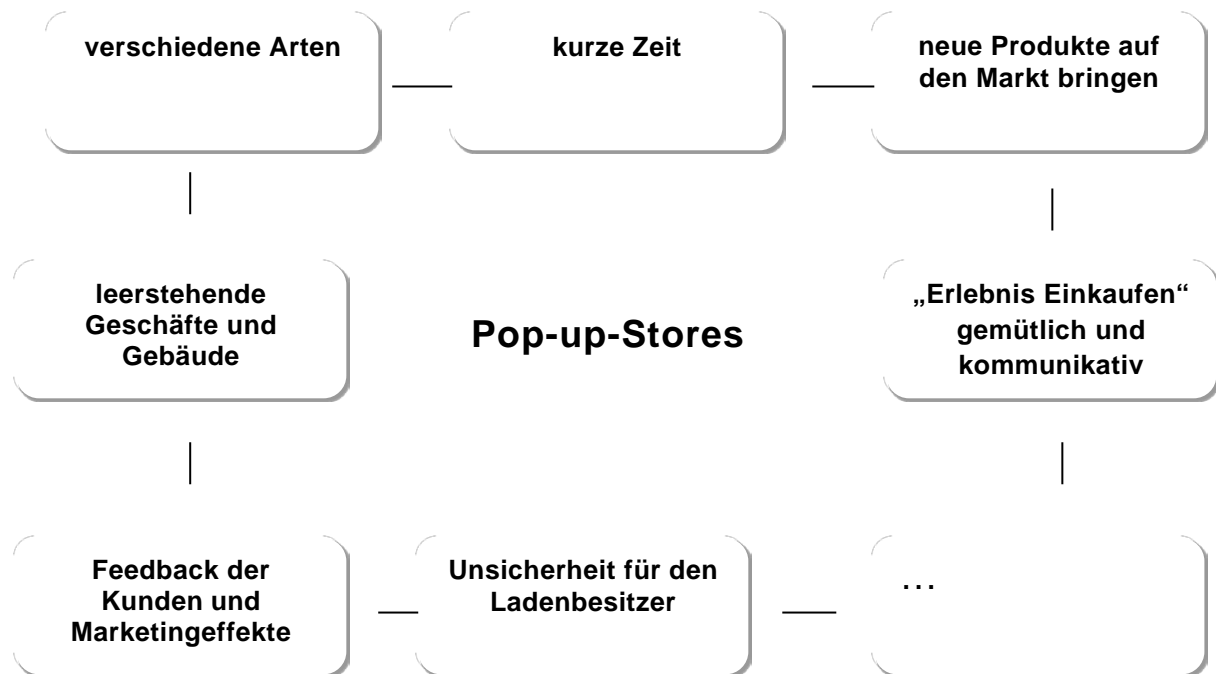 verschiedene Arten
kurze Zeit
neue Produkte auf
den Markt bringen
leerstehende
Geschäfte und
Gebäude
Pop-up-Stores
„Erlebnis Einkaufen“
gemütlich und
kommunikativ
Feedback der
Kunden und
Marketingeffekte
Unsicherheit für den
Ladenbesitzer
...